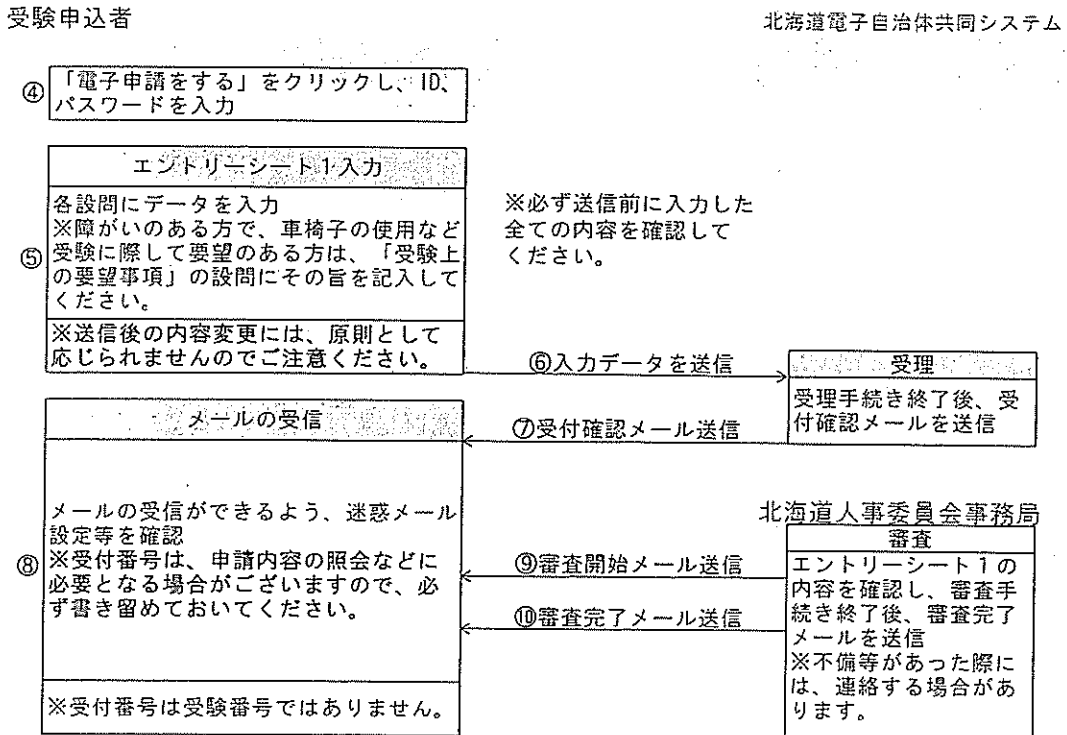 受験申込者
北海道電子自治体共同システム
④
「電子申請をする」をクリックし、ID、
パスワードを入力
エントリーシート1入力
⑤
各設問にデータを入力
※障がいのある方で、車椅子の使用など
受験に際して要望のある方は、「受験上
の要望事項」の設問にその旨を記入して
ください。
※送信後の内容変更には、原則として
応じられませんのでご注意ください。
※必ず送信前に入力した
全ての内容を確認して
ください。
⑥入力データを送信
受理
受理手続き終了後、受
付確認メールを送信
⑦受付確認メール送信
メールの受信
⑧
メールの受信ができるよう、迷惑メール
設定等を確認
※受付番号は、申請内容の照会などに
必要となる場合がございますので、必
ず書き留めておいてください。
※受付番号は受験番号ではありません。
⑨審査開始メール送信
⑩審査完了メール送信
北海道人事委員会事務局
審査
エントリーシート1の
内容を確認し、審査手
続き終了後、審査完了
メールを送信
※不備等があった際に
は、連絡する場合があ
ります。